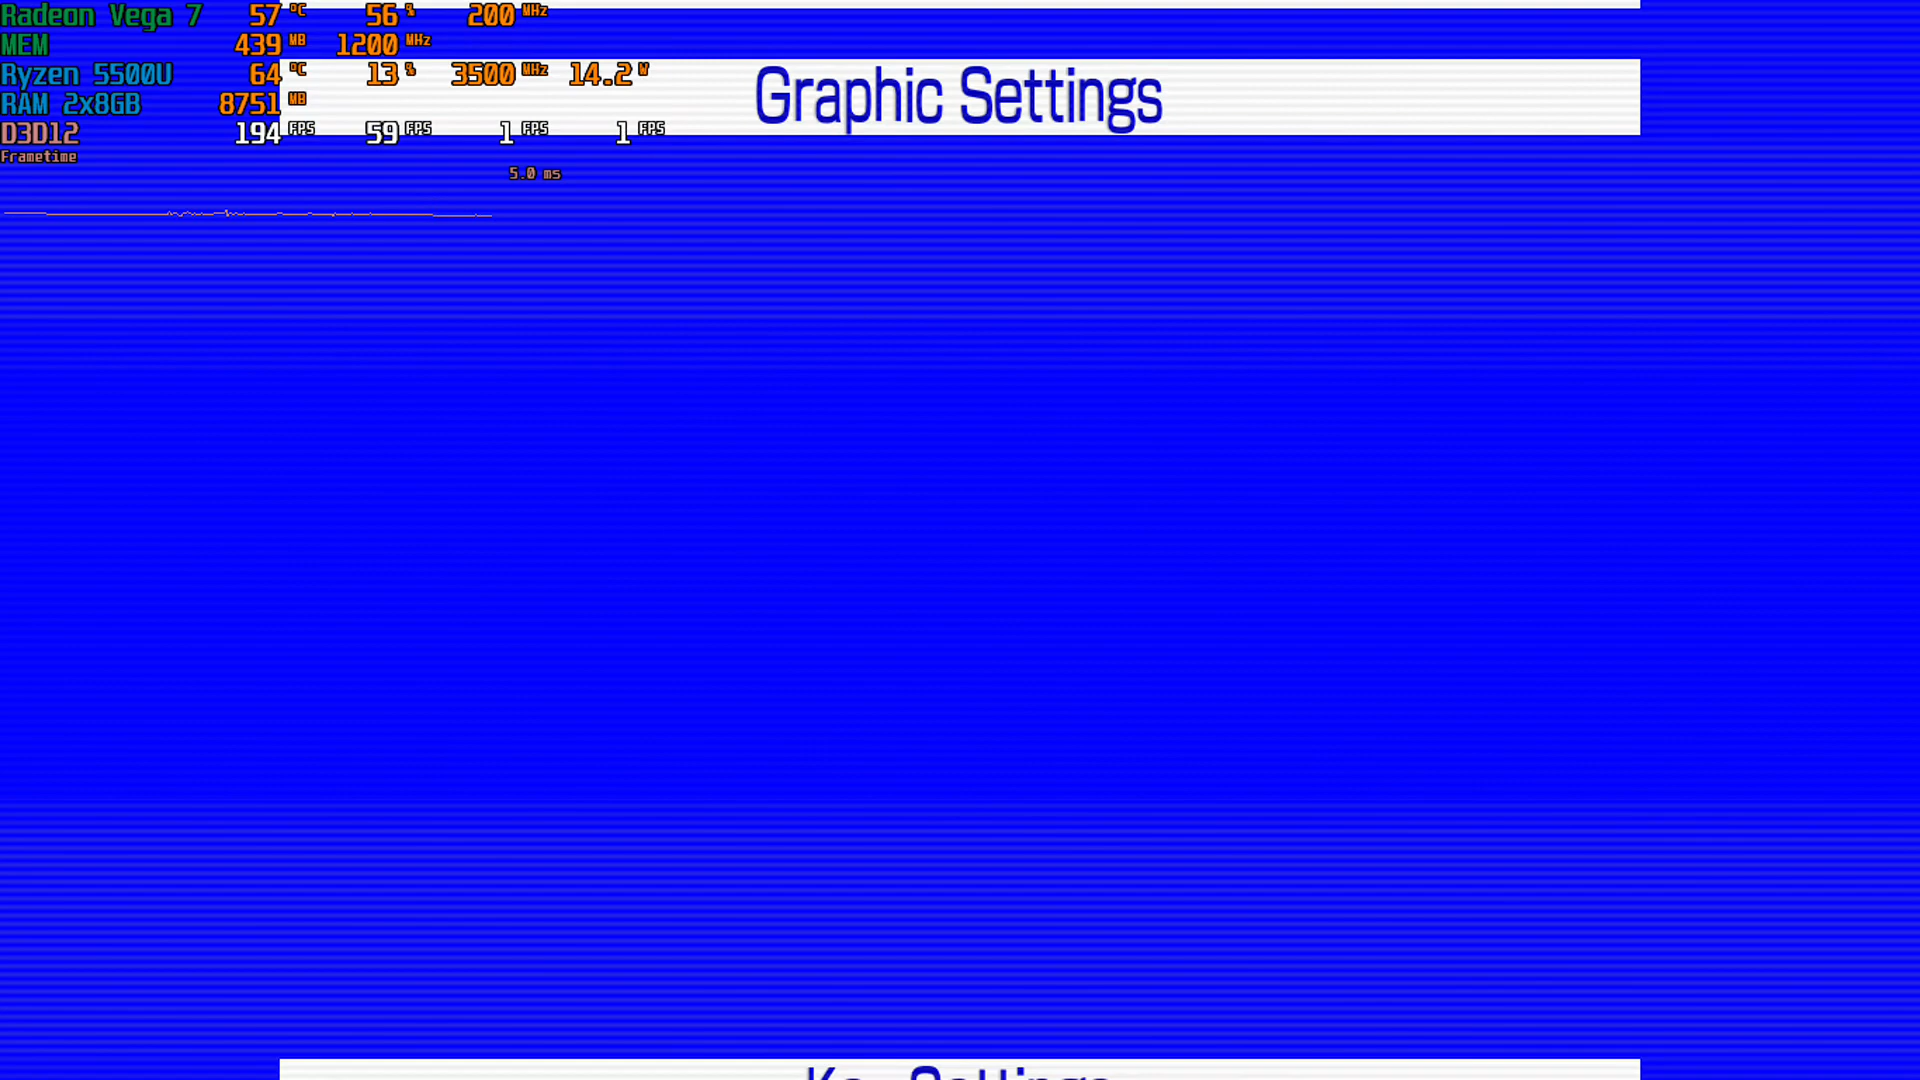 Radeon Vega 7 57 °C 56 % 200 MHz
MEM 439 MB 1200 MHz
Ryzen 5500U 64 °C 13 % 3500 MHz 14.2 W
RAM 2x8GB 8751 MB
D3D12 194 FPS 59 FPS 1 FPS 1 FPS
Frametime
5.0 ms
Graphic Settings
Settings